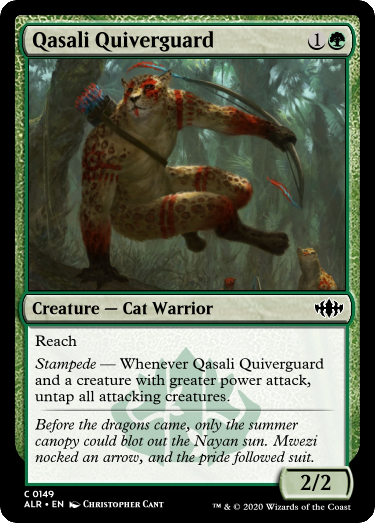 Qasali Quiverguard 1
Creature — Cat Warrior
Reach
Stampede — Whenever Qasali Quiverguard
and a creature with greater power attack,
untap all attacking creatures.
Before the dragons came, only the summer
canopy could blot out the Nayan sun. Mwezi
nocked an arrow, and the pride followed suit.
2/2
C 0149
ALR • EN Christopher Cant
™ & © 2020 Wizards of the Coast